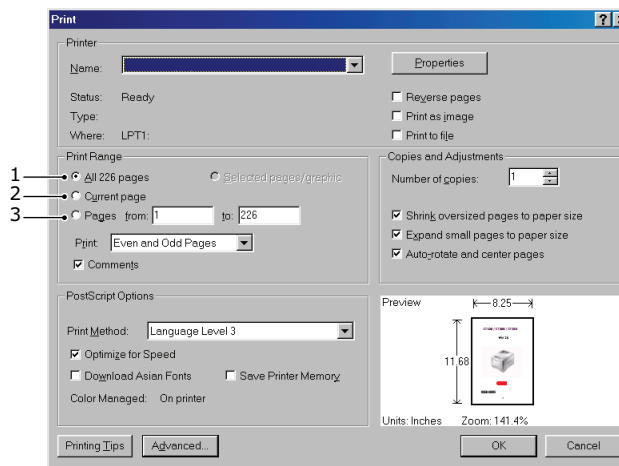 Print
Printer
Name:
Properties
Status: Ready
Reverse pages
Type:
Print as image
Where: LPT1:
Print to file
Print Range
1 All 226 pages
Selected pages/graphic
2 Current page
3 Pages from: 1 to: 226
Print: Even and Odd Pages
Comments
Copies and Adjustments
Number of copies: 1
Shrink oversized pages to paper size
Expand small pages to paper size
Auto-rotate and center pages
PostScript Options
Print Method: Language Level 3
Optimize for Speed
Download Asian Fonts
Save Printer Memory
Color Managed: On printer
Preview
8.25
11.68
Units: Inches Zoom: 141.4%
Printing Tips
Advanced...
OK
Cancel